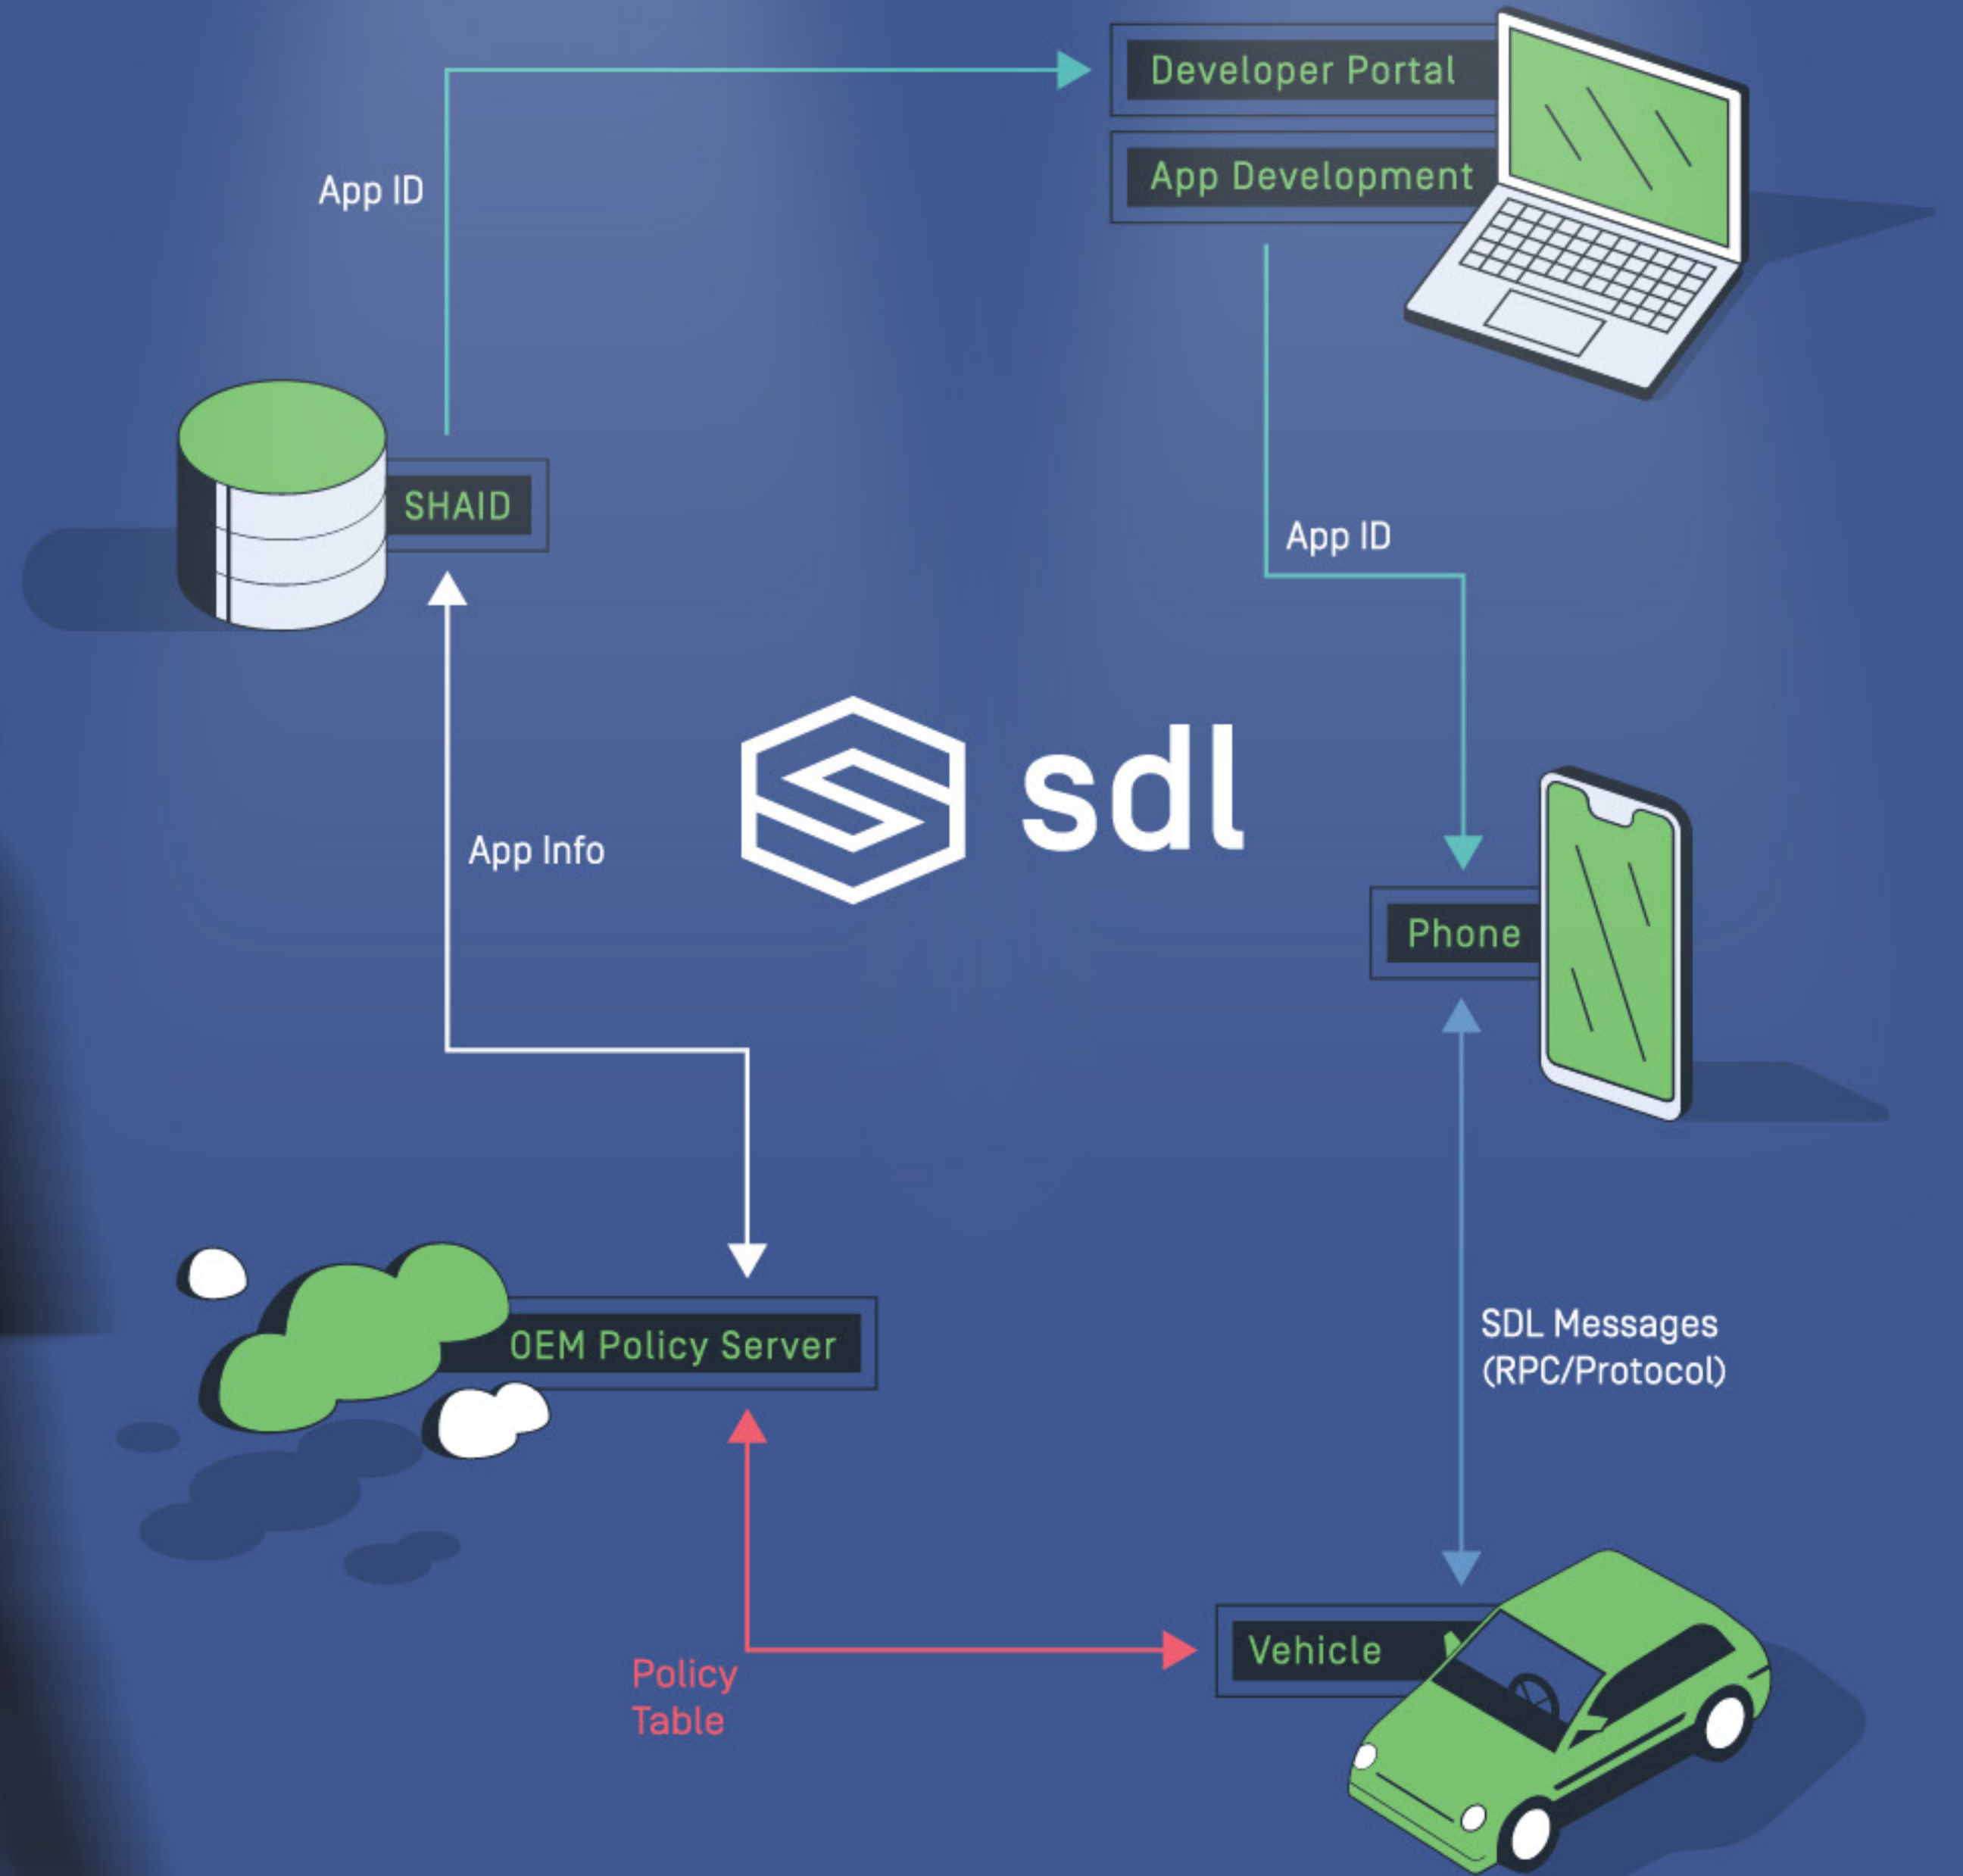 Developer Portal
App Development
App ID
SHAID
App ID
sdl
App Info
Phone
SDL Messages
(RPC/Protocol)
OEM Policy Server
Vehicle
Policy
Table